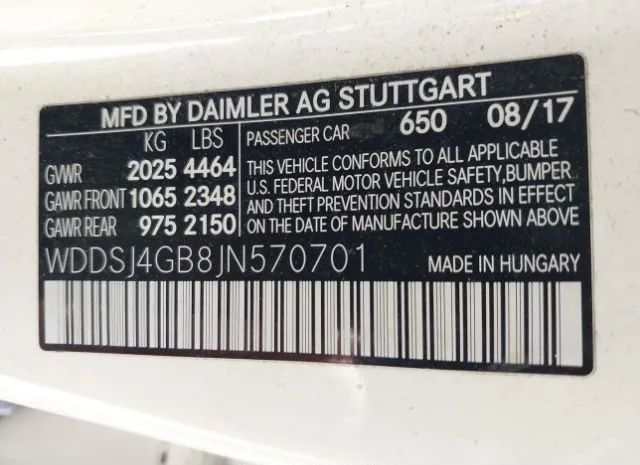 MFD BY DAIMLER AG STUTTGART
KG LBS
GVWR 2025 4464
GAWR FRONT 1065 2348
GAWR REAR 975 2150
PASSENGER CAR 650 08/17
THIS VEHICLE CONFORMS TO ALL APPLICABLE
U.S. FEDERAL MOTOR VEHICLE SAFETY,BUMPER
AND THEFT PREVENTION STANDARDS IN EFFECT
ON THE DATE OF MANUFACTURE SHOWN ABOVE.
WDDSJ4GB8JN570701
MADE IN HUNGARY